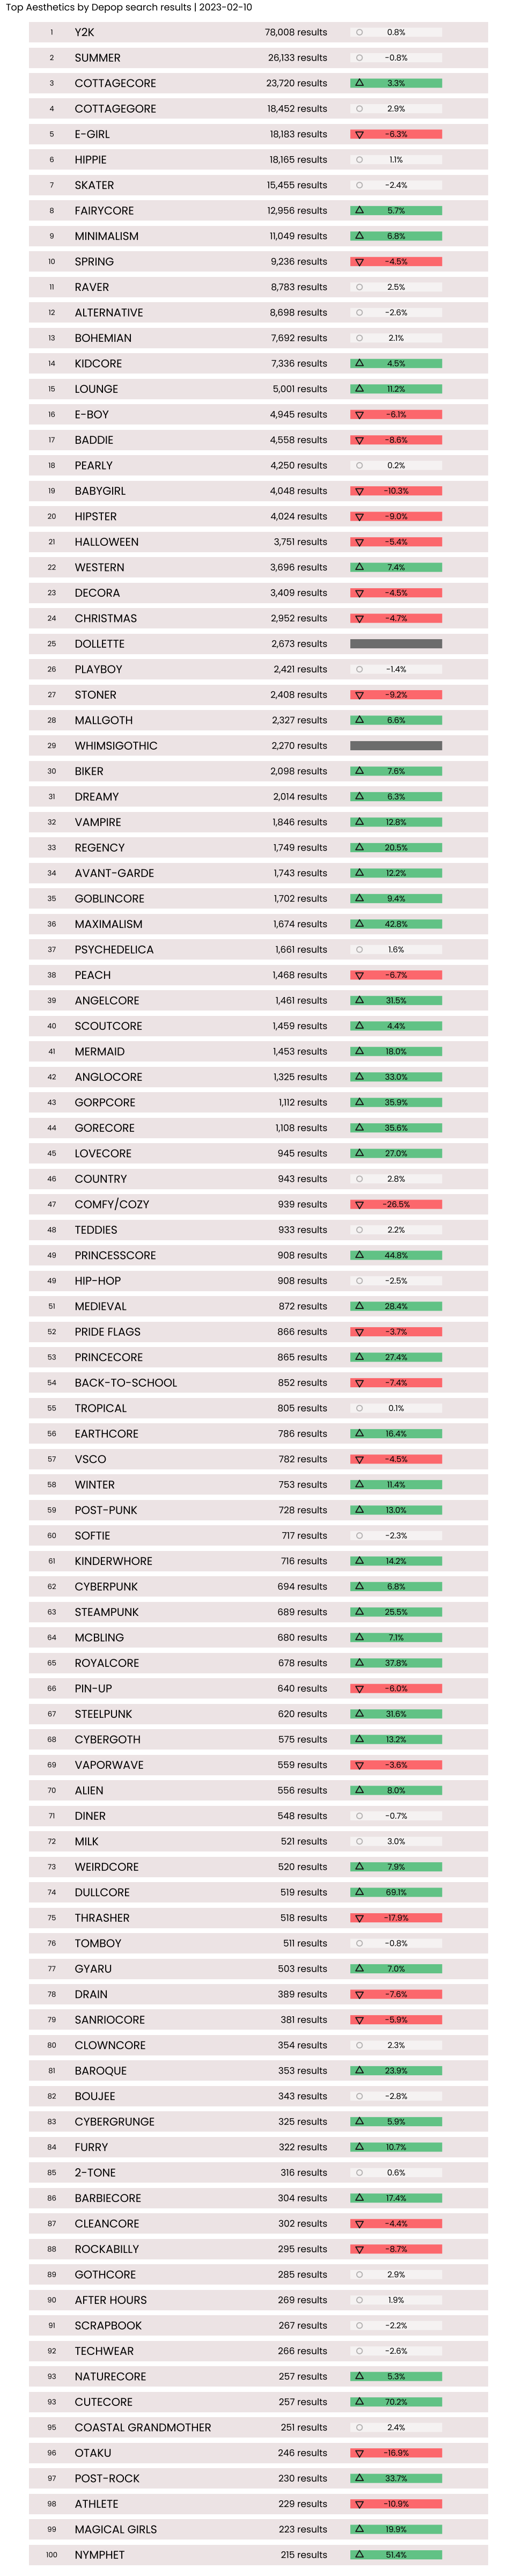 Top Aesthetics by Depop search results | 2023-02-10
1 Y2K 78,008 results 0.8%
2 SUMMER 26,133 results -0.8%
3 COTTAGECORE 23,720 results 3.3%
4 COTTAGEGORE 18,452 results 2.9%
5 E-GIRL 18,183 results -6.3%
6 HIPPIE 18,165 results 1.1%
7 SKATER 15,455 results -2.4%
8 FAIRYCORE 12,956 results 5.7%
9 MINIMALISM 11,049 results 6.8%
10 SPRING 9,236 results -4.5%
11 RAVER 8,783 results 2.5%
12 ALTERNATIVE 8,698 results -2.6%
13 BOHEMIAN 7,692 results 2.1%
14 KIDCORE 7,336 results 4.5%
15 LOUNGE 5,001 results 11.2%
16 E-BOY 4,945 results -6.1%
17 BADDIE 4,558 results -8.6%
18 PEARLY 4,250 results 0.2%
19 BABYGIRL 4,048 results -10.3%
20 HIPSTER 4,024 results -9.0%
21 HALLOWEEN 3,751 results -5.4%
22 WESTERN 3,696 results 7.4%
23 DECORA 3,409 results -4.5%
24 CHRISTMAS 2,952 results -4.7%
25 DOLLETTE 2,673 results
26 PLAYBOY 2,421 results -1.4%
27 STONER 2,408 results -9.2%
28 MALLGOTH 2,327 results 6.6%
29 WHIMSIGOTHIC 2,270 results
30 BIKER 2,098 results 7.6%
31 DREAMY 2,014 results 6.3%
32 VAMPIRE 1,846 results 12.8%
33 REGENCY 1,749 results 20.5%
34 AVANT-GARDE 1,743 results 12.2%
35 GOBLINCORE 1,702 results 9.4%
36 MAXIMALISM 1,674 results 42.8%
37 PSYCHEDELICA 1,661 results 1.6%
38 PEACH 1,468 results -6.7%
39 ANGELCORE 1,461 results 31.5%
40 SCOUTCORE 1,459 results 4.4%
41 MERMAID 1,453 results 18.0%
42 ANGLOCORE 1,325 results 33.0%
43 GORPCORE 1,112 results 35.9%
44 GORECORE 1,108 results 35.6%
45 LOVECORE 945 results 27.0%
46 COUNTRY 943 results 2.8%
47 COMFY/COZY 939 results -26.5%
48 TEDDIES 933 results 2.2%
49 PRINCESSCORE 908 results 44.8%
49 HIP-HOP 908 results -2.5%
51 MEDIEVAL 872 results 28.4%
52 PRIDE FLAGS 866 results -3.7%
53 PRINCECORE 865 results 27.4%
54 BACK-TO-SCHOOL 852 results -7.4%
55 TROPICAL 805 results 0.1%
56 EARTHCORE 786 results 16.4%
57 VSCO 782 results -4.5%
58 WINTER 753 results 11.4%
59 POST-PUNK 728 results 13.0%
60 SOFTIE 717 results -2.3%
61 KINDERWHORE 716 results 14.2%
62 CYBERPUNK 694 results 6.8%
63 STEAMPUNK 689 results 25.5%
64 MCBLING 680 results 7.1%
65 ROYALCORE 678 results 37.8%
66 PIN-UP 640 results -6.0%
67 STEELPUNK 620 results 31.6%
68 CYBERGOTH 575 results 13.2%
69 VAPORWAVE 559 results -3.6%
70 ALIEN 556 results 8.0%
71 DINER 548 results -0.7%
72 MILK 521 results 3.0%
73 WEIRDCORE 520 results 7.9%
74 DULLCORE 519 results 69.1%
75 THRASHER 518 results -17.9%
76 TOMBOY 511 results -0.8%
77 GYARU 503 results 7.0%
78 DRAIN 389 results -7.6%
79 SANRIOCORE 381 results -5.9%
80 CLOWNCORE 354 results 2.3%
81 BAROQUE 353 results 23.9%
82 BOUJEE 343 results -2.8%
83 CYBERGRUNGE 325 results 5.9%
84 FURRY 322 results 10.7%
85 2-TONE 316 results 0.6%
86 BARBIECORE 304 results 17.4%
87 CLEANCORE 302 results -4.4%
88 ROCKABILLY 295 results -8.7%
89 GOTHCORE 285 results 2.9%
90 AFTER HOURS 269 results 1.9%
91 SCRAPBOOK 267 results -2.2%
92 TECHWEAR 266 results -2.6%
93 NATURECORE 257 results 5.3%
93 CUTECORE 257 results 70.2%
95 COASTAL GRANDMOTHER 251 results 2.4%
96 OTAKU 246 results -16.9%
97 POST-ROCK 230 results 33.7%
98 ATHLETE 229 results -10.9%
99 MAGICAL GIRLS 223 results 19.9%
100 NYMPHET 215 results 51.4%